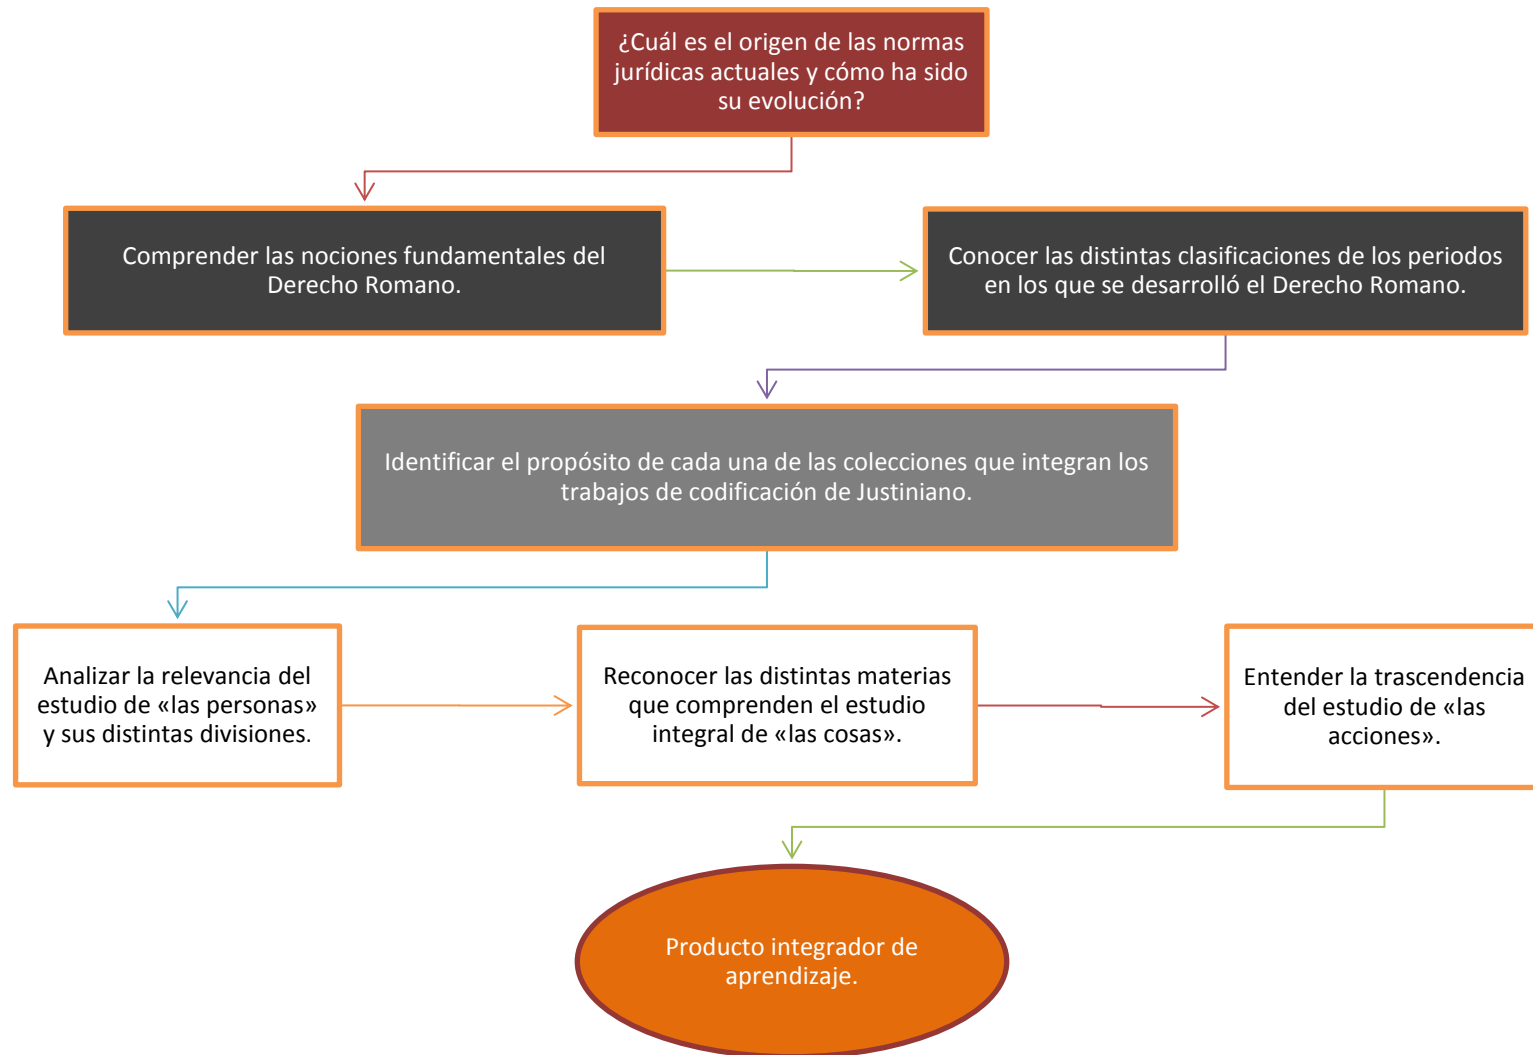 ¿Cuál es el origen de las normas
jurídicas actuales y cómo ha sido
su evolución?
Comprender las nociones fundamentales del
Derecho Romano.
Conocer las distintas clasificaciones de los periodos
en los que se desarrolló el Derecho Romano.
Identificar el propósito de cada una de las colecciones que integran los
trabajos de codificación de Justiniano.
Analizar la relevancia del
estudio de «las personas»
y sus distintas divisiones.
Reconocer las distintas materias
que comprenden el estudio
integral de «las cosas».
Entender la trascendencia
del estudio de «las
acciones».
Producto integrador de
aprendizaje.